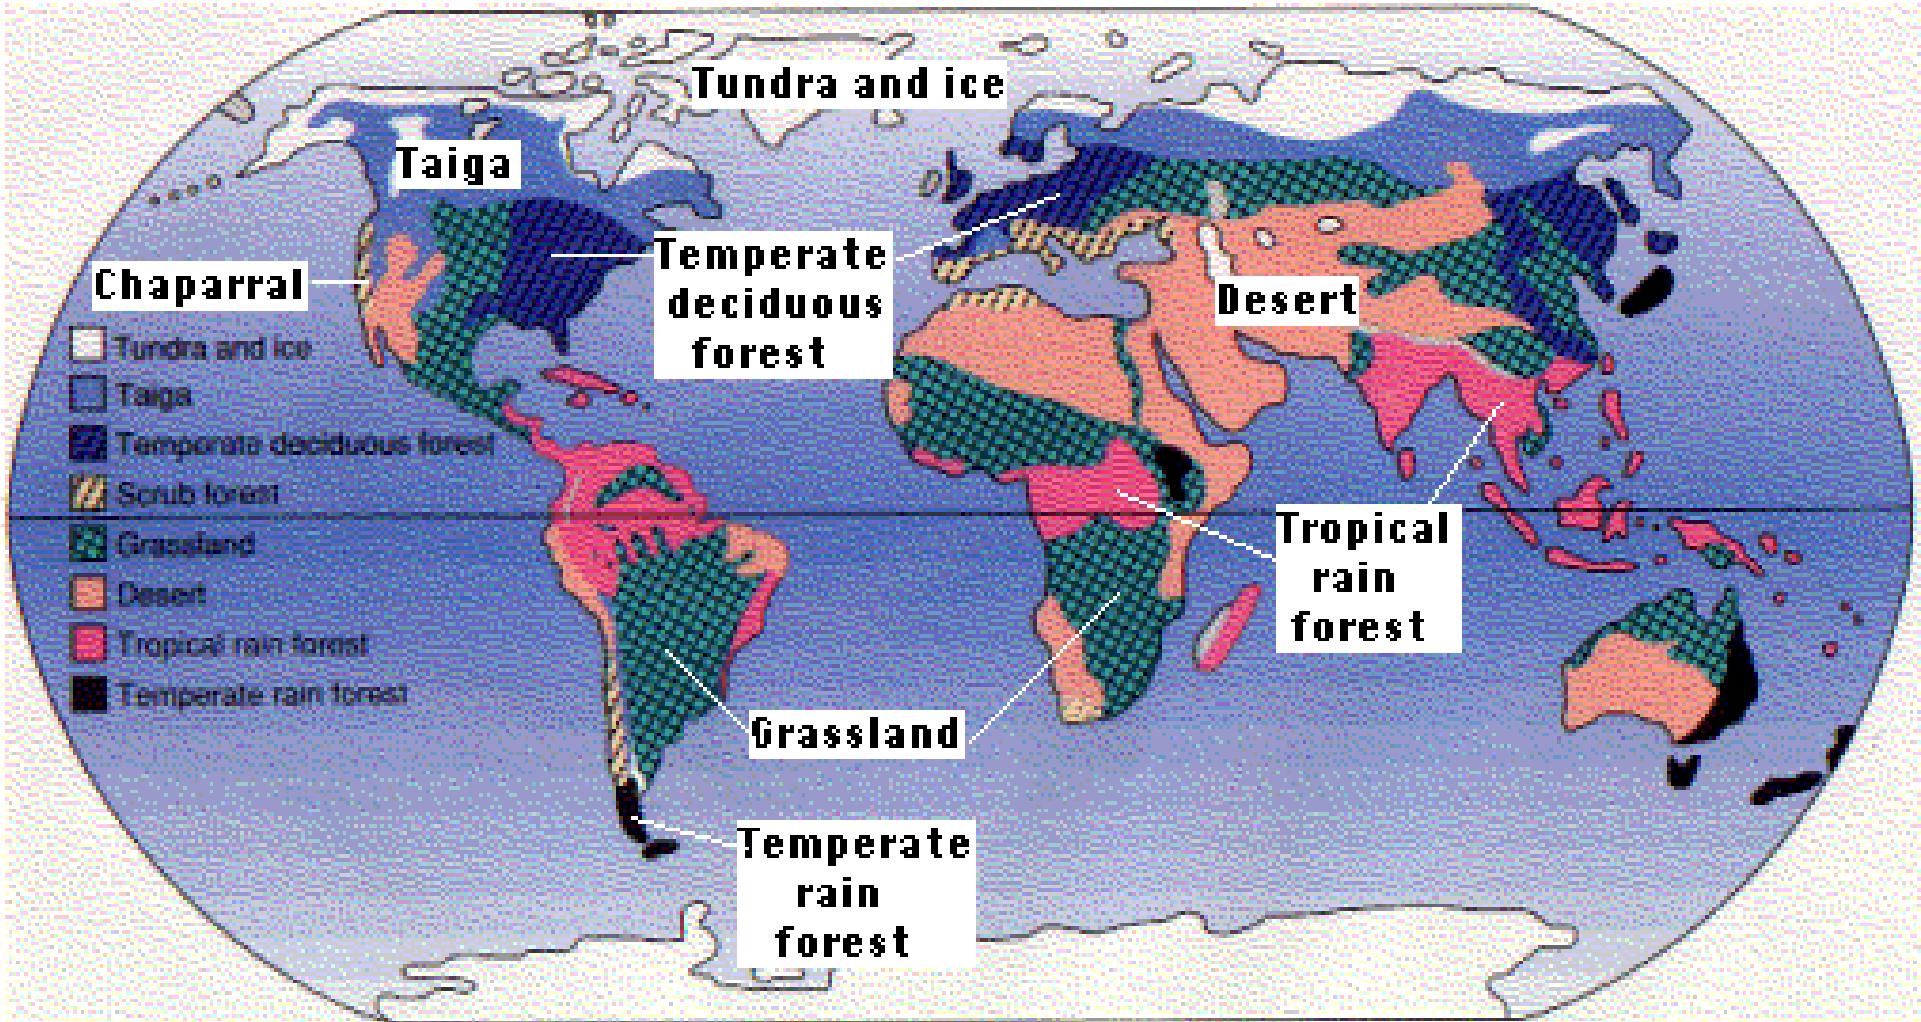 Tundra and ice
Taiga
Temperate
deciduous
forest
Chaparral
Desert
Tundra and ice
Taiga
Temperate deciduous forest
Scrub forest
Grassland
Desert
Tropical rain forest
Temperate rain forest
Tropical
rain
forest
Grassland
Temperate
rain
forest